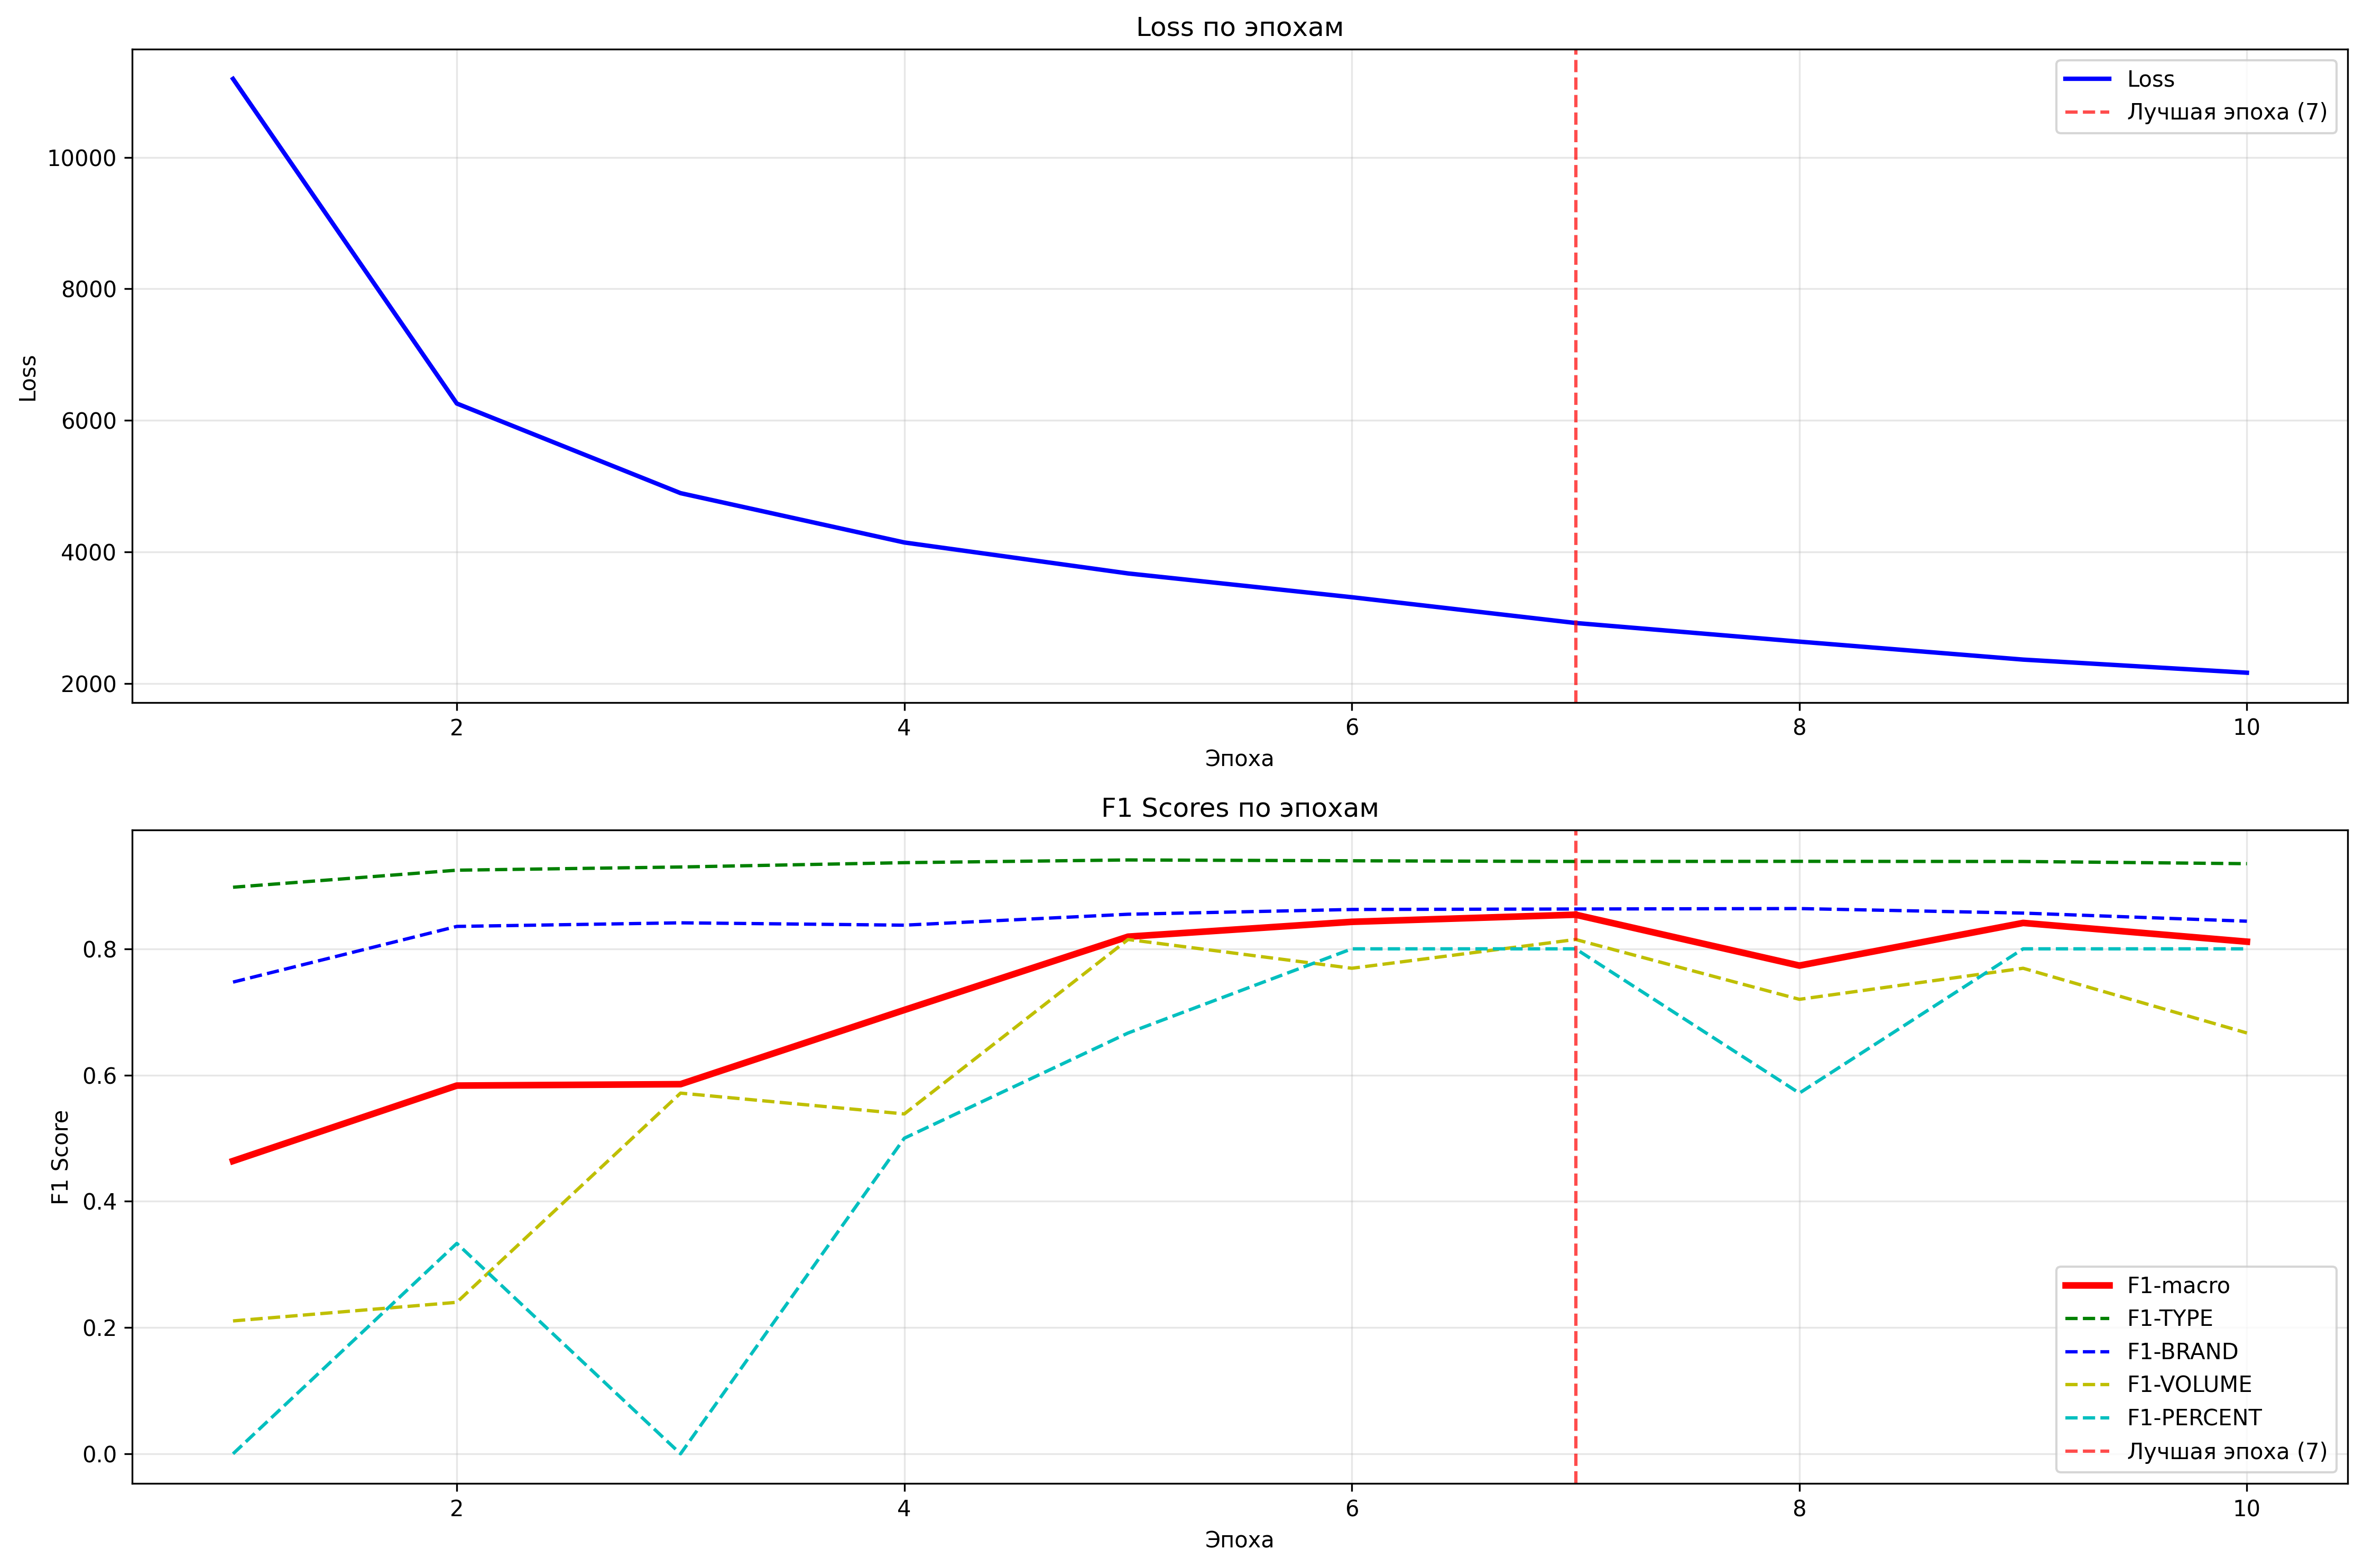 Loss по эпохам
Loss
Лучшая эпоха (7)
10000
8000
6000
4000
2000
Loss
2
4
6
8
10
Эпоха
F1 Scores по эпохам
0.8
0.6
0.4
0.2
0.0
F1 Score
F1-macro
F1-TYPE
F1-BRAND
F1-VOLUME
F1-PERCENT
Лучшая эпоха (7)
2
4
6
8
10
Эпоха